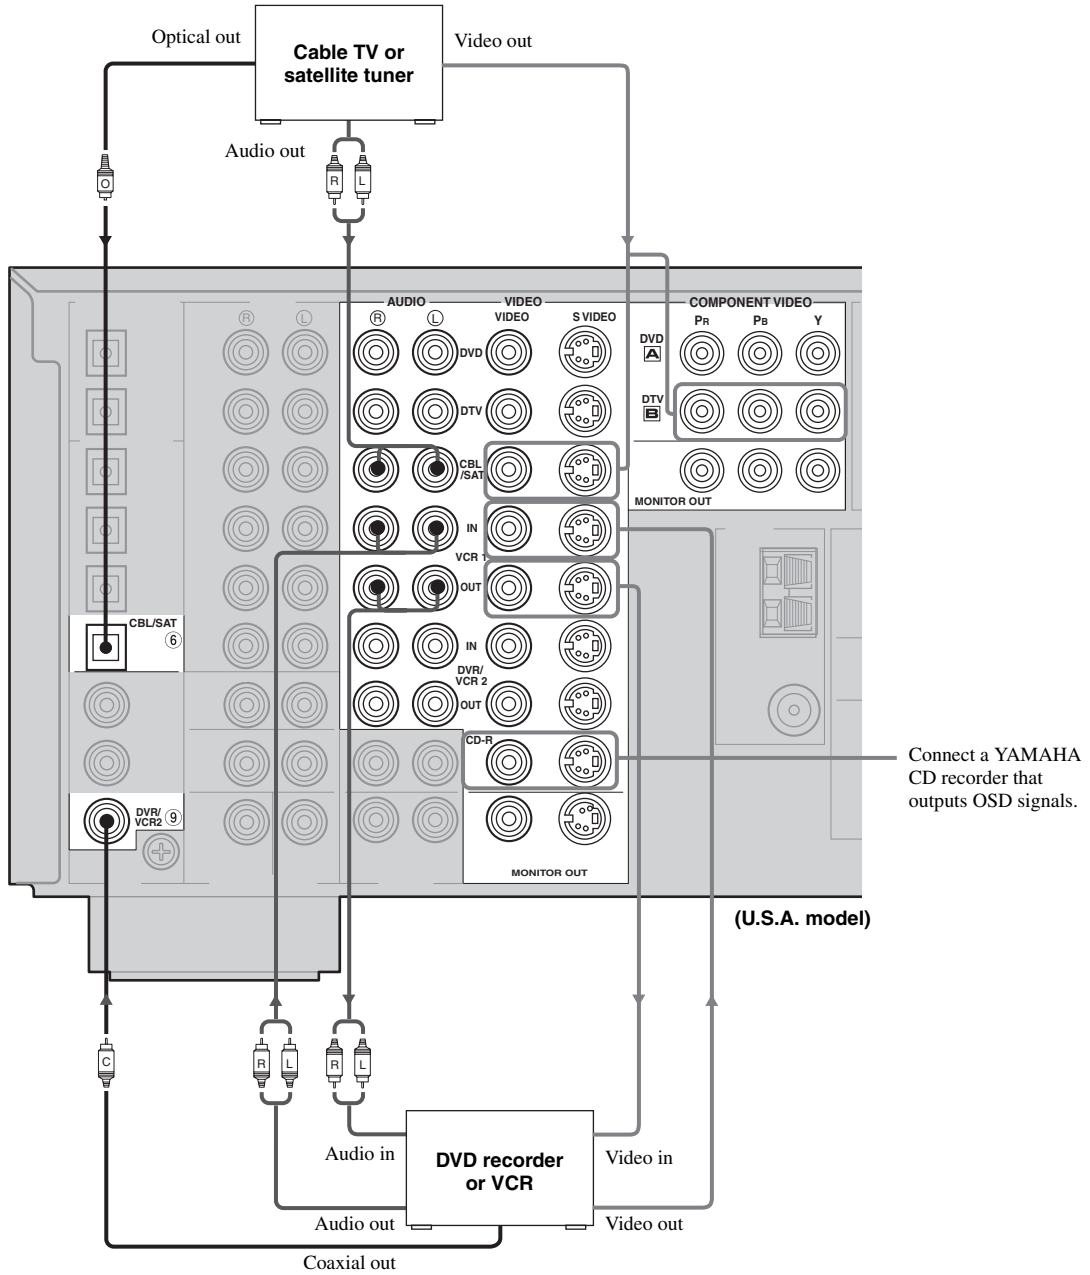 Optical out
Cable TV or
satellite tuner
Video out
Audio out
O
R L
AUDIO VIDEO COMPONENT VIDEO
R L R L VIDEO S VIDEO PR PB Y
DVD
DVD
A
DTV
DTV
B
CBL
/SAT
MONITOR OUT
IN
VCR 1
OUT
CBL/SAT
6
IN
DVR/
VCR 2
OUT
CD-R
Connect a YAMAHA
CD recorder that
outputs OSD signals.
DVR/
VCR2
9
MONITOR OUT
(U.S.A. model)
C
R L
R L
Audio in
DVD recorder
or VCR
Video in
Audio out
Video out
Coaxial out